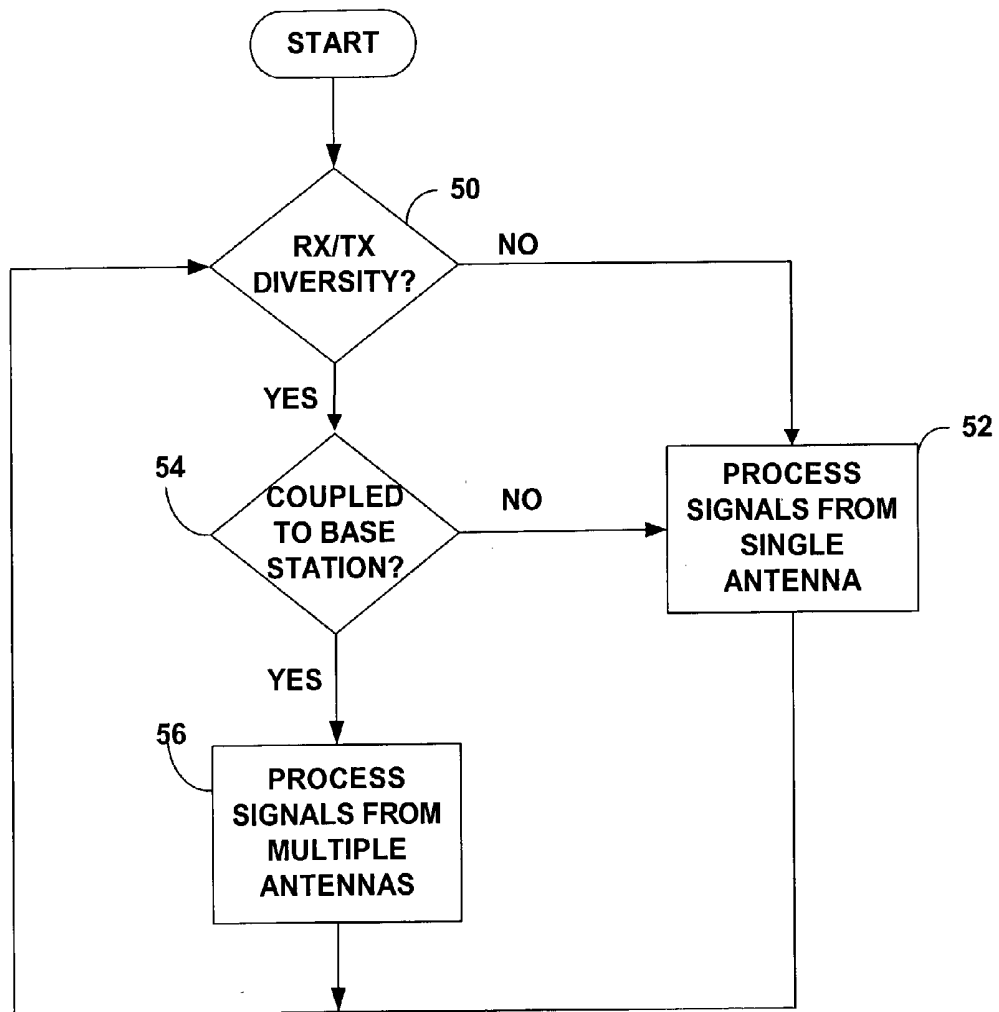 START
50
RX/TX
DIVERSITY?
NO
YES
54
COUPLED
TO BASE
STATION?
NO
52
PROCESS
SIGNALS FROM
SINGLE
ANTENNA
YES
56
PROCESS
SIGNALS FROM
MULTIPLE
ANTENNAS